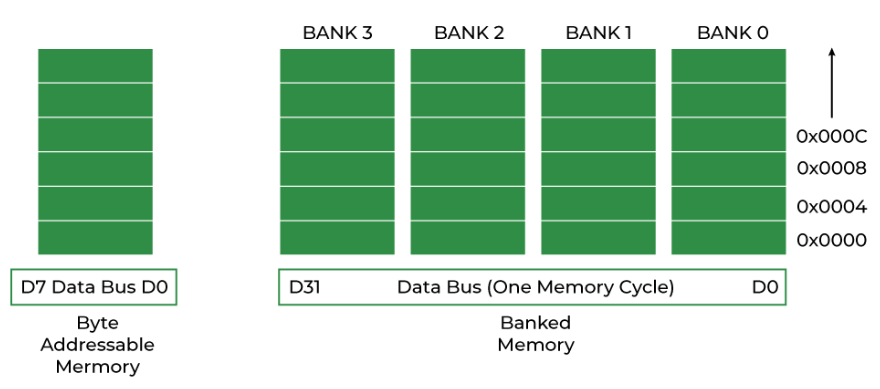 BANK 3
BANK 2
BANK 1
BANK 0
0x000C
0x0008
0x0004
0x0000
D7 Data Bus D0
D31 Data Bus (One Memory Cycle) D0
Byte
Addressable
Mermory
Banked
Memory